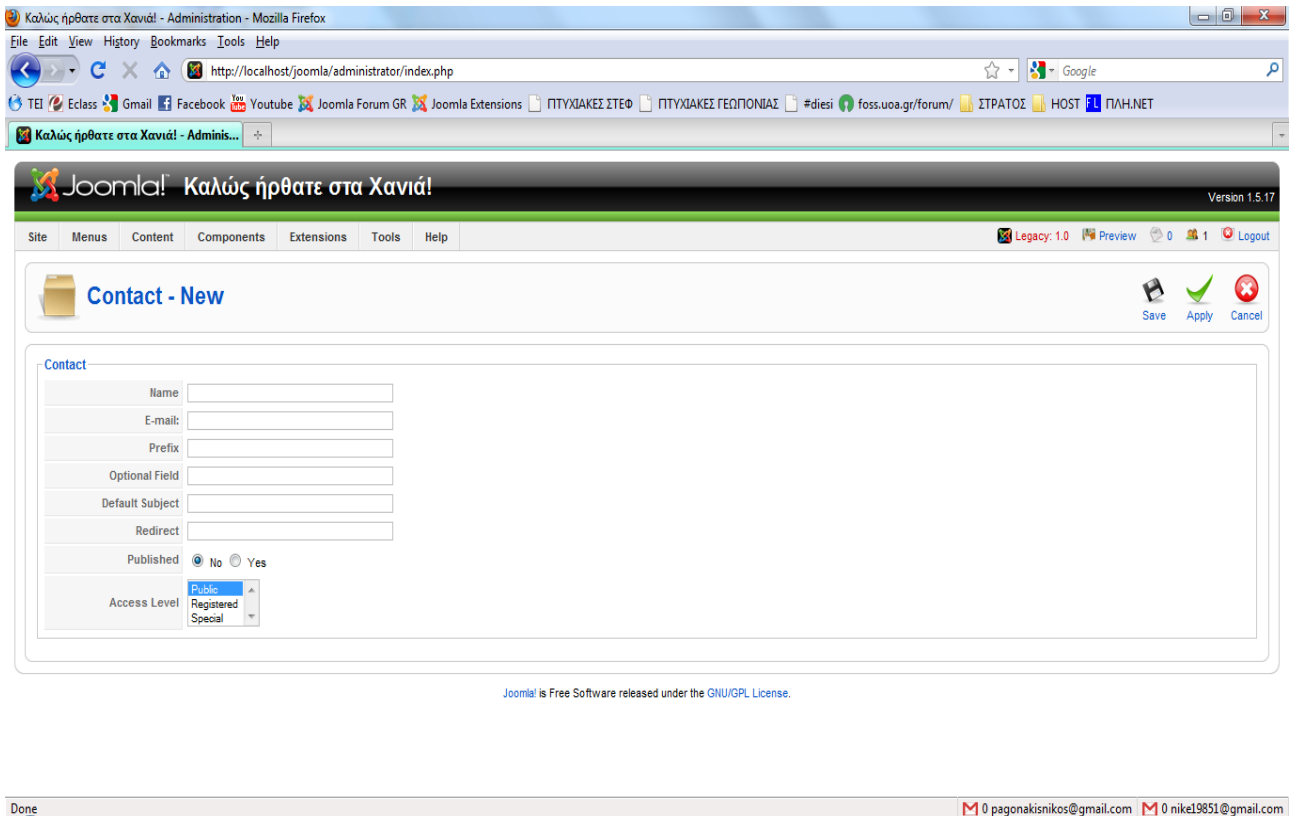 Καλώς ήρθατε στα Χανιά! - Administration - Mozilla Firefox
File Edit View History Bookmarks Tools Help
http://localhost/joomla/administrator/index.php Google
TEI Eclass Gmail Facebook Youtube Joomla Forum GR Joomla Extensions ΠΤΥΧΙΑΚΕΣ ΣΤΕΦ ΠΤΥΧΙΑΚΕΣ ΓΕΩΠΟΝΙΑΣ #diesi foss.uoa.gr/forum/ ΣΤΡΑΤΟΣ HOST FL ΠΛΗ.NET
Καλώς ήρθατε στα Χανιά! - Adminis...
Joomla! Καλώς ήρθατε στα Χανιά!
Version 1.5.17
Site Menus Content Components Extensions Tools Help Legacy: 1.0 Preview 0 1 Logout
Contact - New
Save Apply Cancel
Contact
Name
E-mail:
Prefix
Optional Field
Default Subject
Redirect
Published No Yes
Access Level Public
Registered
Special
Joomla! is Free Software released under the GNU/GPL License.
Done 0 pagonakisnikos@gmail.com 0 nike19851@gmail.com